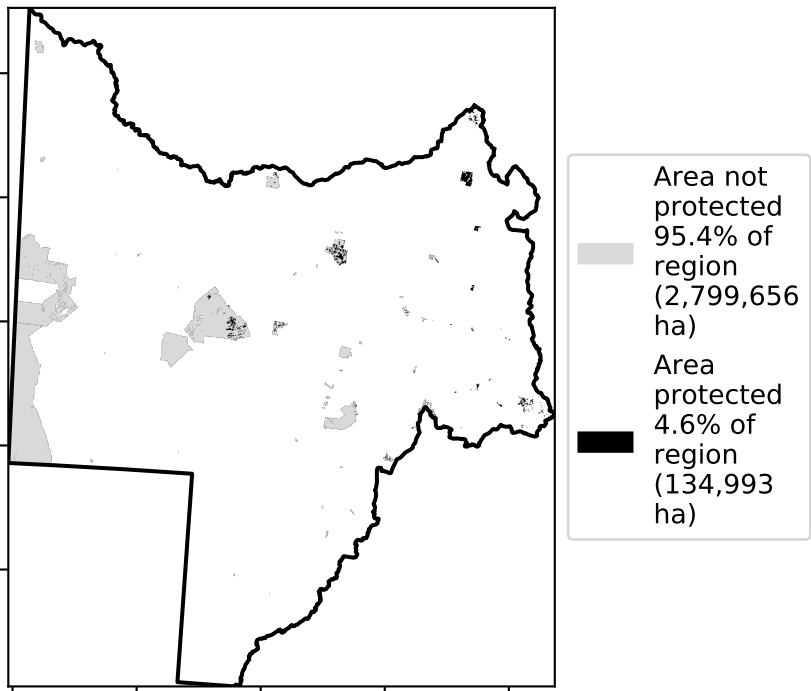 Area not
protected
95.4% of
region
(2,799,656
ha)
Area
protected
4.6% of
region
(134,993
ha)